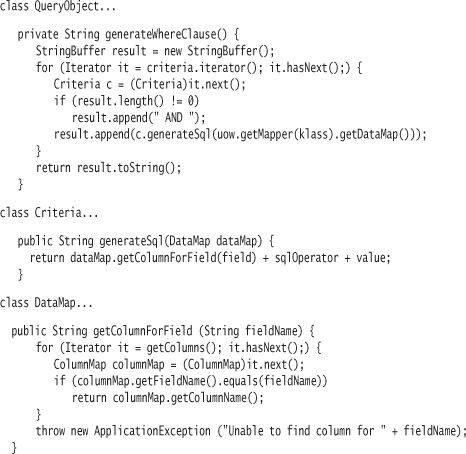 class QueryObject...
private String generateWhereClause() {
StringBuffer result = new StringBuffer();
for (Iterator it = criteria.iterator(); it.hasNext();) {
Criteria c = (Criteria)it.next();
if (result.length() != 0)
result.append(" AND ");
result.append(c.generateSql(uow.getMapper(klass).getDataMap()));
}
return result.toString();
}
class Criteria...
public String generateSql(DataMap dataMap) {
return dataMap.getColumnForField(field) + sqlOperator + value;
}
class DataMap...
public String getColumnForField (String fieldName) {
for (Iterator it = getColumns(); it.hasNext();) {
ColumnMap columnMap = (ColumnMap)it.next();
if (columnMap.getFieldName().equals(fieldName))
return columnMap.getColumnName();
}
throw new ApplicationException ("Unable to find column for " + fieldName);
}